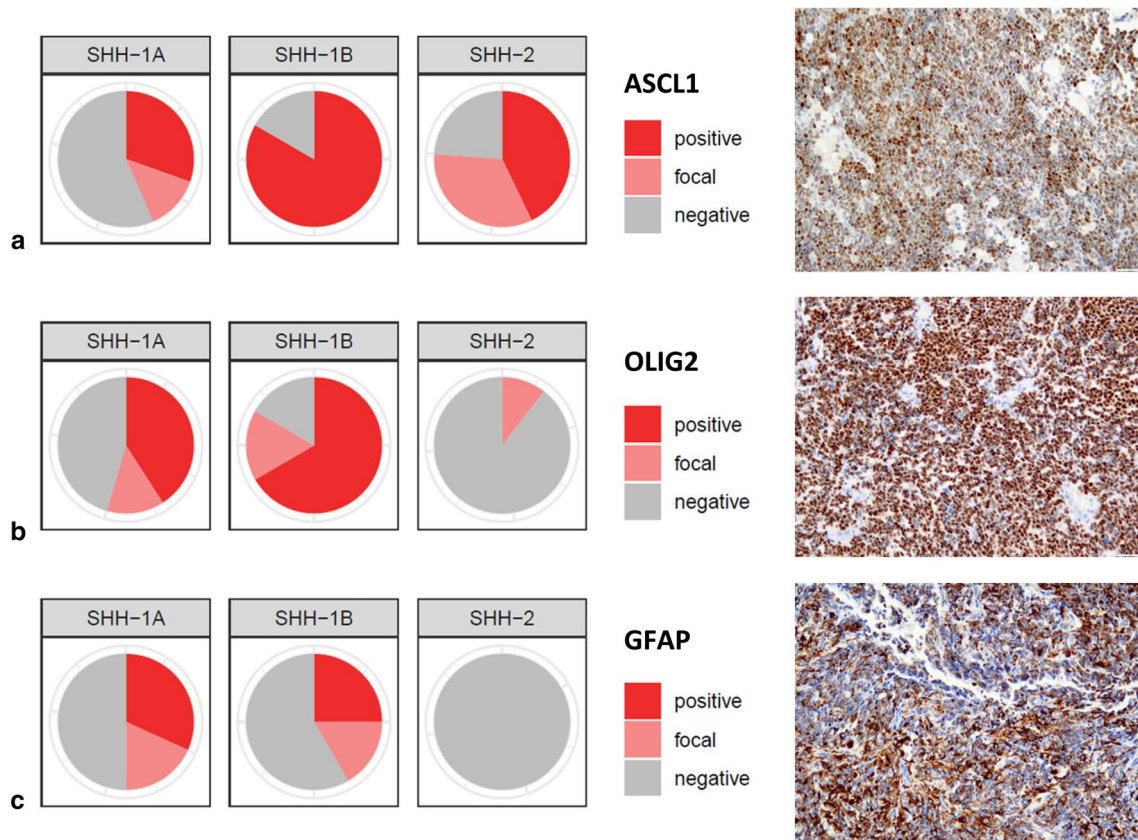 SHH−1A SHH−1B SHH−2
ASCL1
positive
focal
negative
a
SHH−1A SHH−1B SHH−2
OLIG2
positive
focal
negative
b
SHH−1A SHH−1B SHH−2
GFAP
positive
focal
negative
c